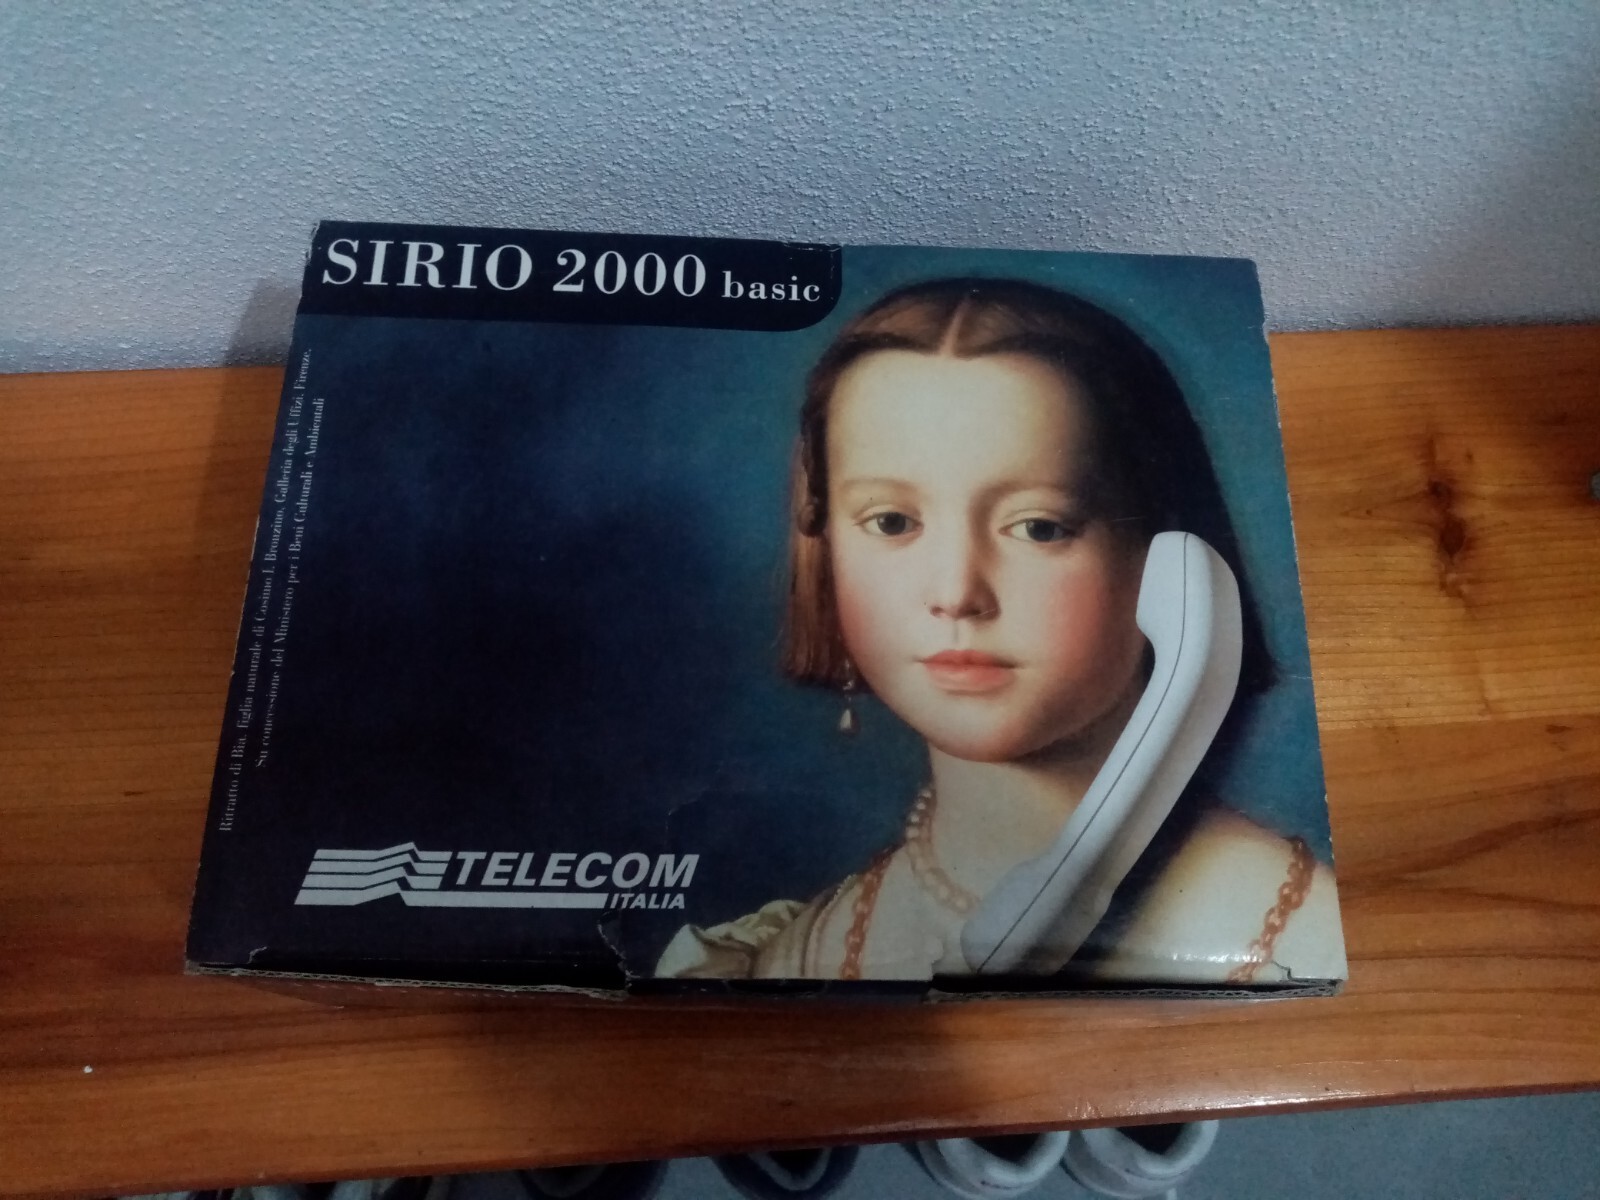 SIRIO 2000 basic
Ritratto di Bia, figlia naturale di Cosimo I. Bronzino. Galleria degli Uffizi, Firenze.
Su concessione del Ministero per i Beni Culturali e Ambientali
TELECOM
ITALIA